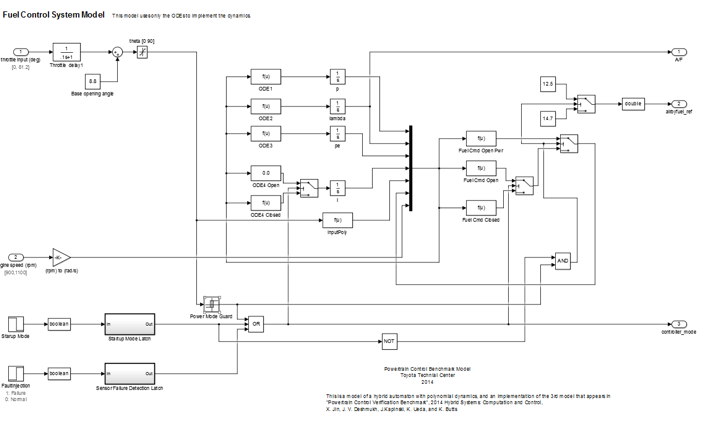 Fuel Control System Model
This model uses only the ODEs to implement the dynamics.
theta [0 90]
1
throttle input (deg)
[0, 81.2]
1
1s+1
Throttle delay1
8.8
Base opening angle
f(u)
ODE1
1
s
p
f(u)
ODE2
1
s
lambda
f(u)
ODE3
1
s
pe
0.0
ODE4 Open
f(u)
ODE4 Closed
1
s
i
f(u)
InputPoly
f(u)
Fuel Cmd Open Pwr
f(u)
Fuel Cmd Open
f(u)
Fuel Cmd Closed
12.5
14.7
double
1
A/F
2
airbyfuel_ref
2
gine speed (rpm)
[900,1100]
-K-
(rpm) to (rad/s)
AND
Power Mode Guard
OR
NOT
3
controller_mode
Startup Mode
boolean
In
Out
Startup Mode Latch
FaultInjection
1: Failure
0: Normal
boolean
In
Out
Sensor Failure Detection Latch
Powertrain Control Benchmark Model
Toyota Technical Center
2014
This is a model of a hybrid automaton with polynomial dynamics, and an implementation of the 3rd model that appears in
"Powertrain Control Verification Benchmark", 2014 Hybrid Systems: Computation and Control,
X. Jin, J. V. Deshmukh, J.Kapinski, K. Ueda, and K. Butts